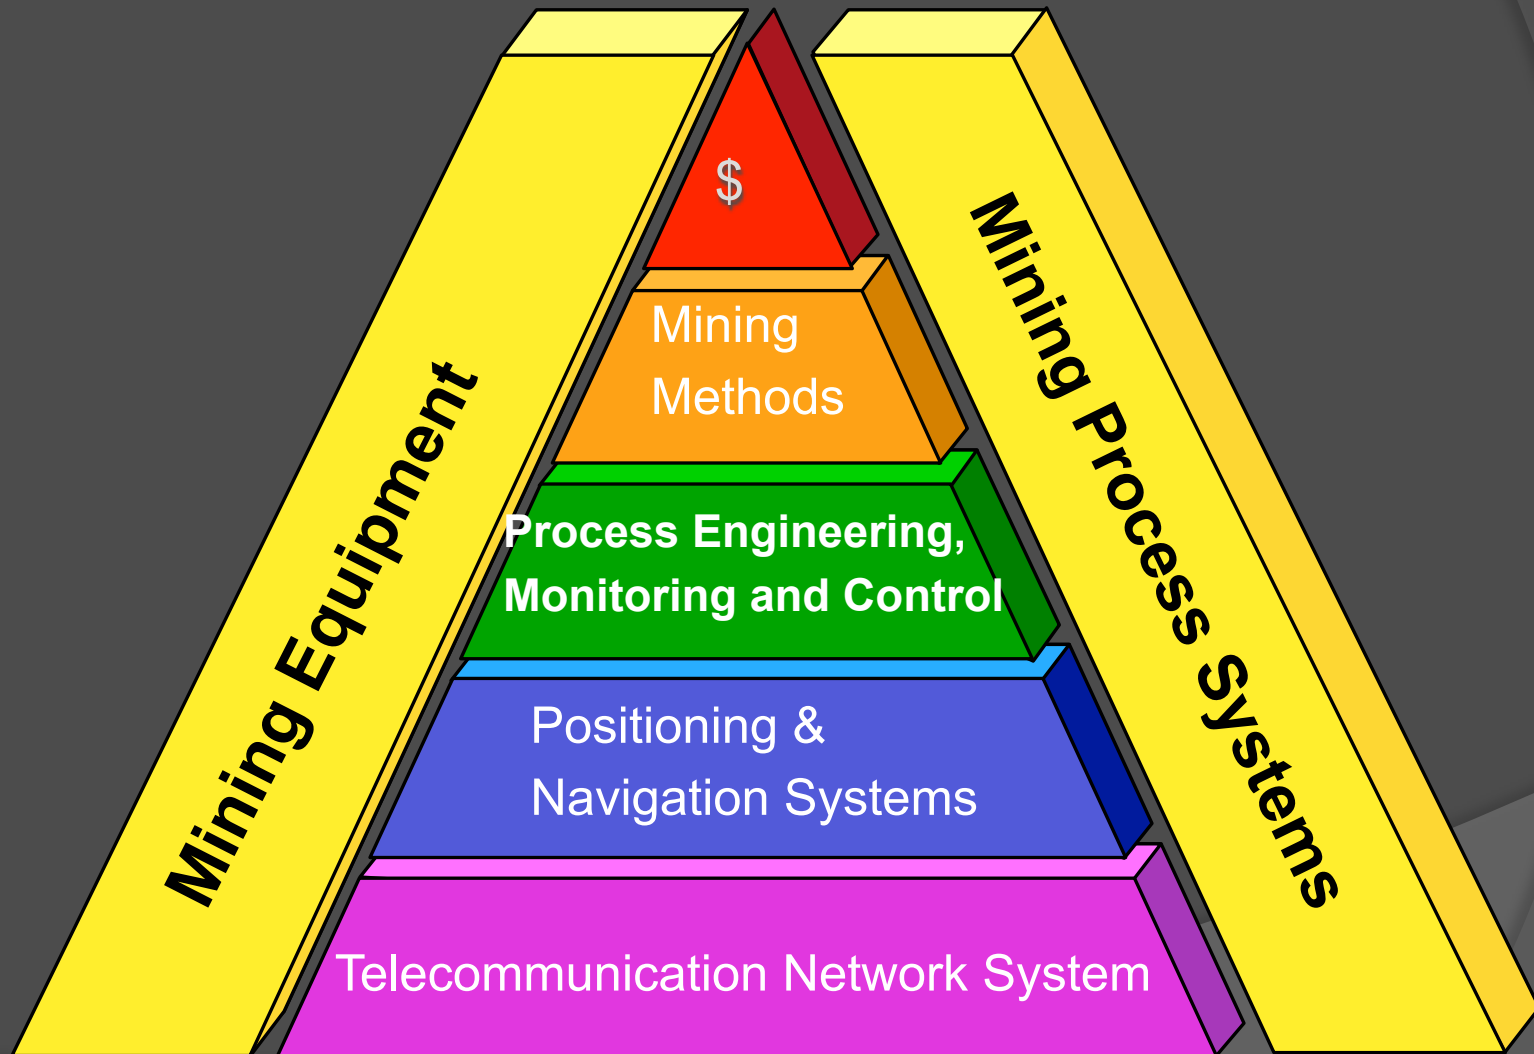 $
Mining
Methods
Process Engineering,
Monitoring and Control
Positioning &
Navigation Systems
Telecommunication Network System
Mining Equipment
Mining Process Systems